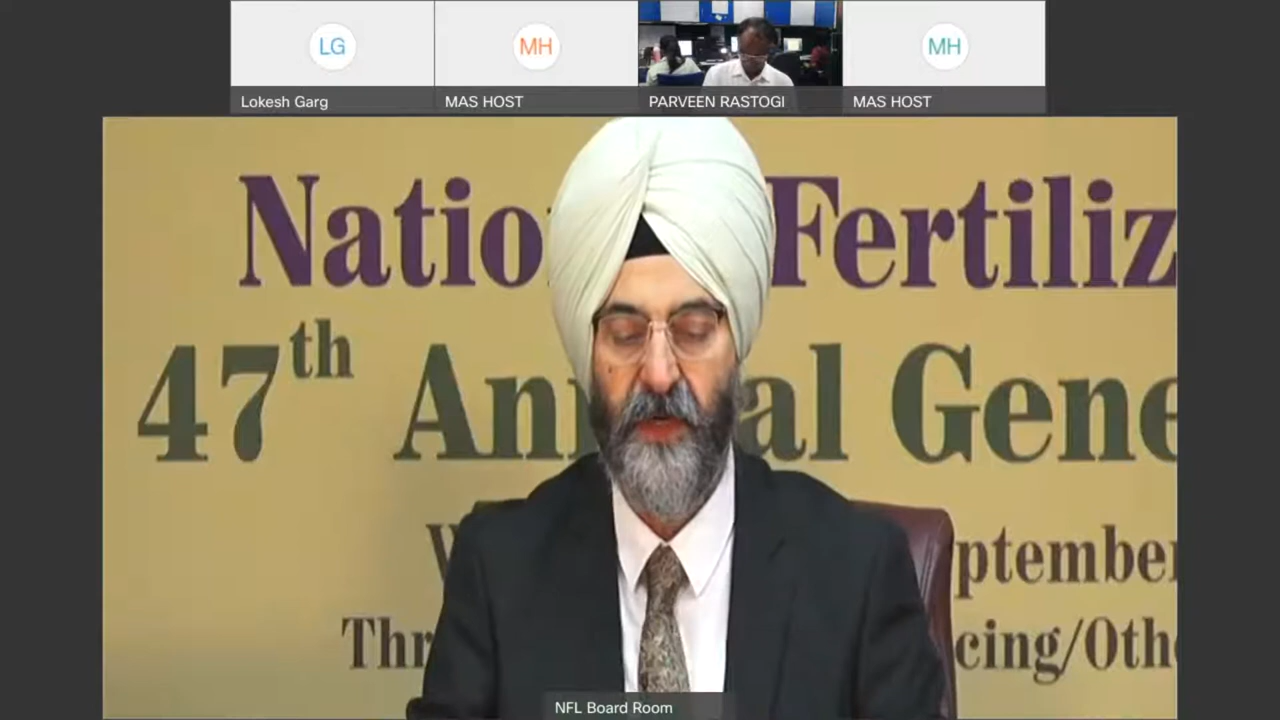 LG
MH
MH
Lokesh Garg
MAS HOST
PARVEEN RASTOGI
MAS HOST
Natio Fertiliz
47th An al Gene
ptember
Thr cing/Oth
NFL Board Room